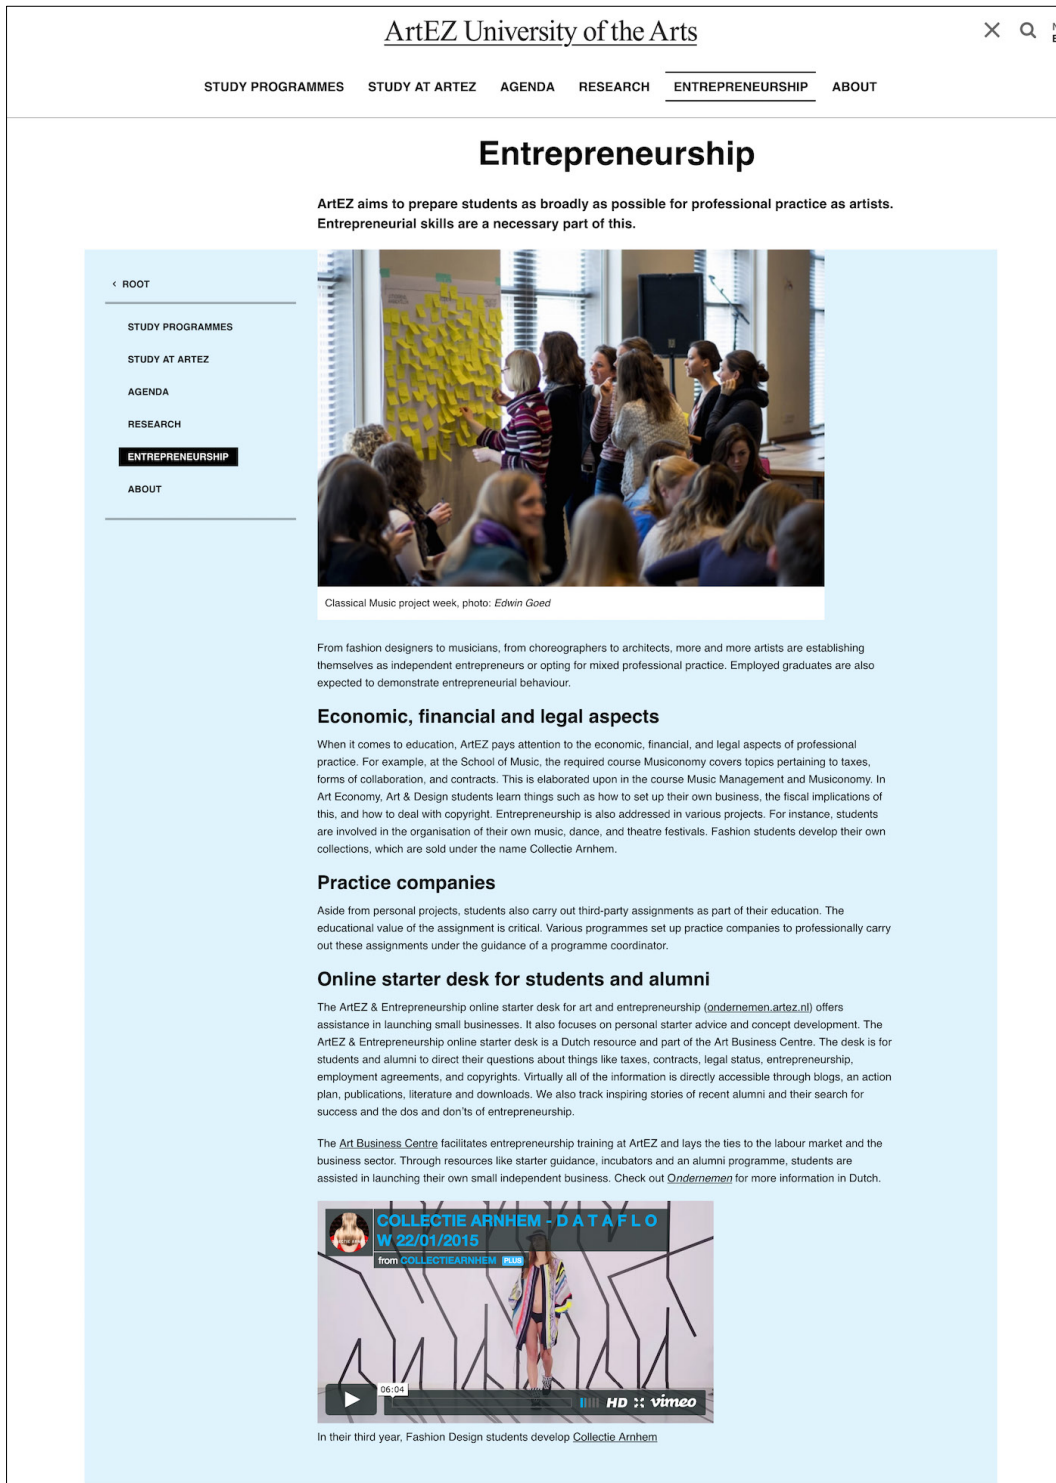 ArtEZ University of the Arts
STUDY PROGRAMMES STUDY AT ARTEZ AGENDA RESEARCH ENTREPRENEURSHIP ABOUT
Entrepreneurship
ArtEZ aims to prepare students as broadly as possible for professional practice as artists.
Entrepreneurial skills are a necessary part of this.
‹ ROOT
STUDY PROGRAMMES
STUDY AT ARTEZ
AGENDA
RESEARCH
ENTREPRENEURSHIP
ABOUT
Classical Music project week, photo: Edwin Goed
From fashion designers to musicians, from choreographers to architects, more and more artists are establishing
themselves as independent entrepreneurs or opting for mixed professional practice. Employed graduates are also
expected to demonstrate entrepreneurial behaviour.
Economic, financial and legal aspects
When it comes to education, ArtEZ pays attention to the economic, financial, and legal aspects of professional
practice. For example, at the School of Music, the required course Musiconomy covers topics pertaining to taxes,
forms of collaboration, and contracts. This is elaborated upon in the course Music Management and Musiconomy. In
Art Economy, Art & Design students learn things such as how to set up their own business, the fiscal implications of
this, and how to deal with copyright. Entrepreneurship is also addressed in various projects. For instance, students
are involved in the organisation of their own music, dance, and theatre festivals. Fashion students develop their own
collections, which are sold under the name Collectie Arnhem.
Practice companies
Aside from personal projects, students also carry out third-party assignments as part of their education. The
educational value of the assignment is critical. Various programmes set up practice companies to professionally carry
out these assignments under the guidance of a programme coordinator.
Online starter desk for students and alumni
The ArtEZ & Entrepreneurship online starter desk for art and entrepreneurship (ondernemen.artez.nl) offers
assistance in launching small businesses. It also focuses on personal starter advice and concept development. The
ArtEZ & Entrepreneurship online starter desk is a Dutch resource and part of the Art Business Centre. The desk is for
students and alumni to direct their questions about things like taxes, contracts, legal status, entrepreneurship,
employment agreements, and copyrights. Virtually all of the information is directly accessible through blogs, an action
plan, publications, literature and downloads. We also track inspiring stories of recent alumni and their search for
success and the dos and don'ts of entrepreneurship.
The Art Business Centre facilitates entrepreneurship training at ArtEZ and lays the ties to the labour market and the
business sector. Through resources like starter guidance, incubators and an alumni programme, students are
assisted in launching their own small independent business. Check out Ondernemen for more information in Dutch.
COLLECTIE ARNHEM - D A T A F L O
W 22/01/2015
from COLLECTIEARNHEM PLUS
06:04
HD vimeo
In their third year, Fashion Design students develop Collectie Arnhem